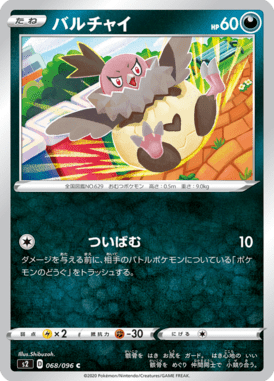 たね バルチャイ HP60
全国図鑑NO.629 おむつポケモン 高さ:0.5m 重さ:9.0kg
ついばむ 10
ダメージを与える前に、相手のバトルポケモンについている「ポケ
モンのどうぐ」をトラッシュする。
弱点 ×2 抵抗力 -30 にげる
Illus.Shibuzoh.
S2 D 068/096 C
©2020 Pokémon/Nintendo/Creatures/GAME FREAK.